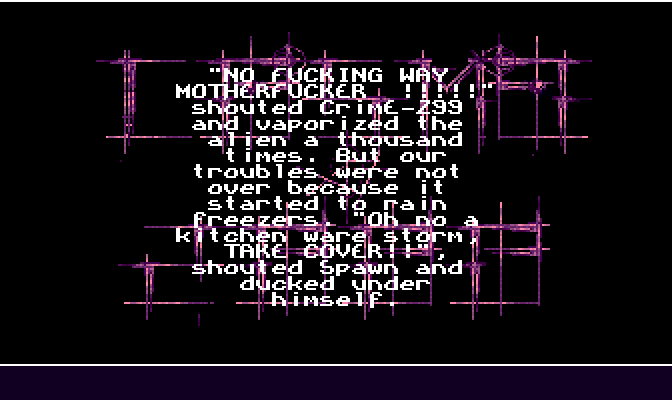 "NO FUCKING WAY
MOTHERFUCKER  !!!!!"
shouted Crime-Z99
and vaporized the
alien a thousand
times. But our
troubles were not
over because it
started to rain
freezers. "Oh no a
kitchen ware storm,
TAKE COVER!!",
shouted Spawn and
ducked under
himself.